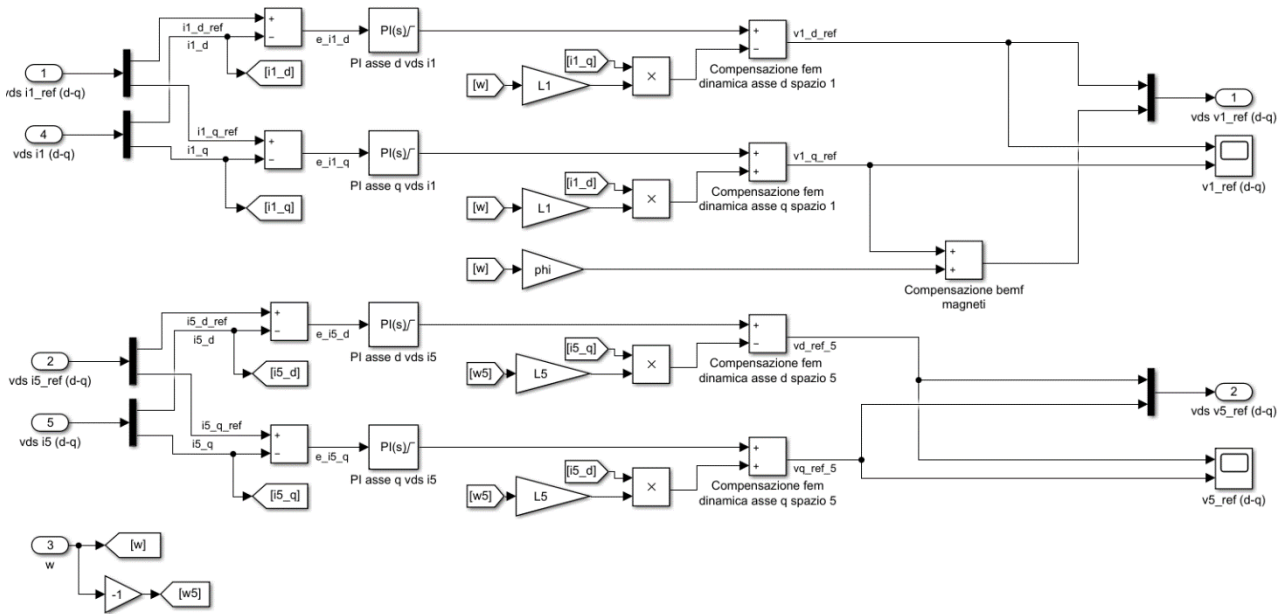 i1_d_ref
i1_d
e_i1_d
PI(s)
PI asse d vds i1
[i1_d]
1
vds i1_ref (d-q)
4
vds i1 (d-q)
[i1_q]
[w]
L1
×
Compensazione fem
dinamica asse d spazio 1
v1_d_ref
1
vds v1_ref (d-q)
i1_q_ref
i1_q
e_i1_q
PI(s)
PI asse q vds i1
[i1_q]
[i1_d]
[w]
L1
×
Compensazione fem
dinamica asse q spazio 1
v1_q_ref
v1_ref (d-q)
[w]
phi
Compensazione bemf
magneti
i5_d_ref
i5_d
e_i5_d
PI(s)
PI asse d vds i5
[i5_d]
2
vds i5_ref (d-q)
5
vds i5 (d-q)
[i5_q]
[w5]
L5
×
Compensazione fem
dinamica asse d spazio 5
vd_ref_5
2
vds v5_ref (d-q)
i5_q_ref
i5_q
e_i5_q
PI(s)
PI asse q vds i5
[i5_q]
[i5_d]
[w5]
L5
×
Compensazione fem
dinamica asse q spazio 5
vq_ref_5
v5_ref (d-q)
3
w
[w]
-1
[w5]